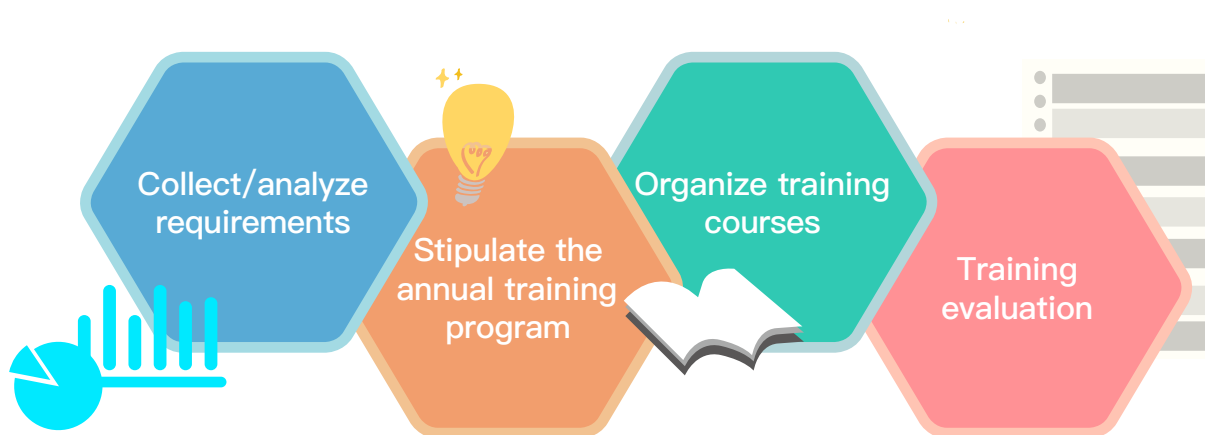 Collect/analyze
requirements
Stipulate the
annual training
program
Organize training
courses
Training
evaluation